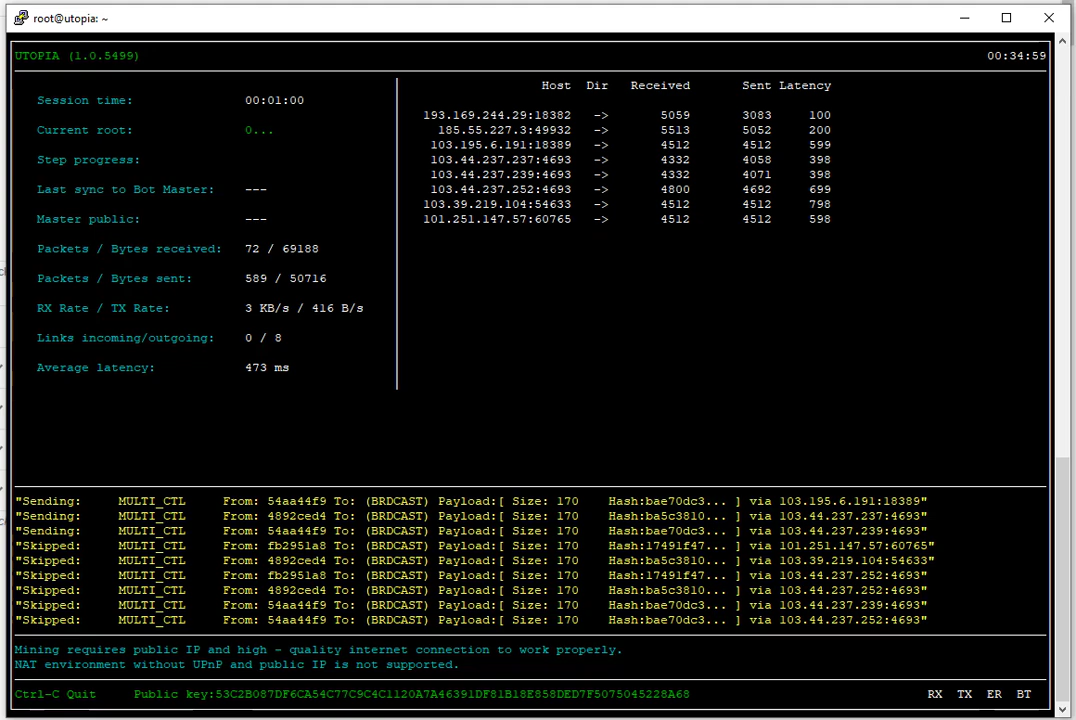 root@utopia: ~
UTOPIA (1.0.5499) 00:34:59
Host Dir Received Sent Latency
Session time: 00:01:00
193.169.244.29:18382 -> 5059 3083 100
Current root: 0... 185.55.227.3:49932 -> 5513 5052 200
103.195.6.191:18389 -> 4512 4512 599
Step progress: 103.44.237.237:4693 -> 4332 4058 398
103.44.237.239:4693 -> 4332 4071 398
Last sync to Bot Master: --- 103.44.237.252:4693 -> 4800 4692 699
103.39.219.104:54633 -> 4512 4512 798
Master public: --- 101.251.147.57:60765 -> 4512 4512 598
Packets / Bytes received: 72 / 69188
Packets / Bytes sent: 589 / 50716
RX Rate / TX Rate: 3 KB/s / 416 B/s
Links incoming/outgoing: 0 / 8
Average latency: 473 ms
"Sending: MULTI_CTL From: 54aa44f9 To: (BRDCAST) Payload:[ Size: 170 Hash:bae70dc3... ] via 103.195.6.191:18389"
"Sending: MULTI_CTL From: 4892ced4 To: (BRDCAST) Payload:[ Size: 170 Hash:ba5c3810... ] via 103.44.237.237:4693"
"Sending: MULTI_CTL From: 54aa44f9 To: (BRDCAST) Payload:[ Size: 170 Hash:bae70dc3... ] via 103.44.237.239:4693"
"Skipped: MULTI_CTL From: fb2951a8 To: (BRDCAST) Payload:[ Size: 170 Hash:17491f47... ] via 101.251.147.57:60765"
"Skipped: MULTI_CTL From: 4892ced4 To: (BRDCAST) Payload:[ Size: 170 Hash:ba5c3810... ] via 103.39.219.104:54633"
"Skipped: MULTI_CTL From: fb2951a8 To: (BRDCAST) Payload:[ Size: 170 Hash:17491f47... ] via 103.44.237.252:4693"
"Skipped: MULTI_CTL From: 4892ced4 To: (BRDCAST) Payload:[ Size: 170 Hash:ba5c3810... ] via 103.44.237.252:4693"
"Skipped: MULTI_CTL From: 54aa44f9 To: (BRDCAST) Payload:[ Size: 170 Hash:bae70dc3... ] via 103.44.237.239:4693"
"Skipped: MULTI_CTL From: 54aa44f9 To: (BRDCAST) Payload:[ Size: 170 Hash:bae70dc3... ] via 103.44.237.252:4693"
Mining requires public IP and high - quality internet connection to work properly.
NAT environment without UPnP and public IP is not supported.
Ctrl-C Quit Public key:53C2B087DF6CA54C77C9C4C1120A7A46391DF81B18E858DED7F5075045228A68 RX TX ER BT